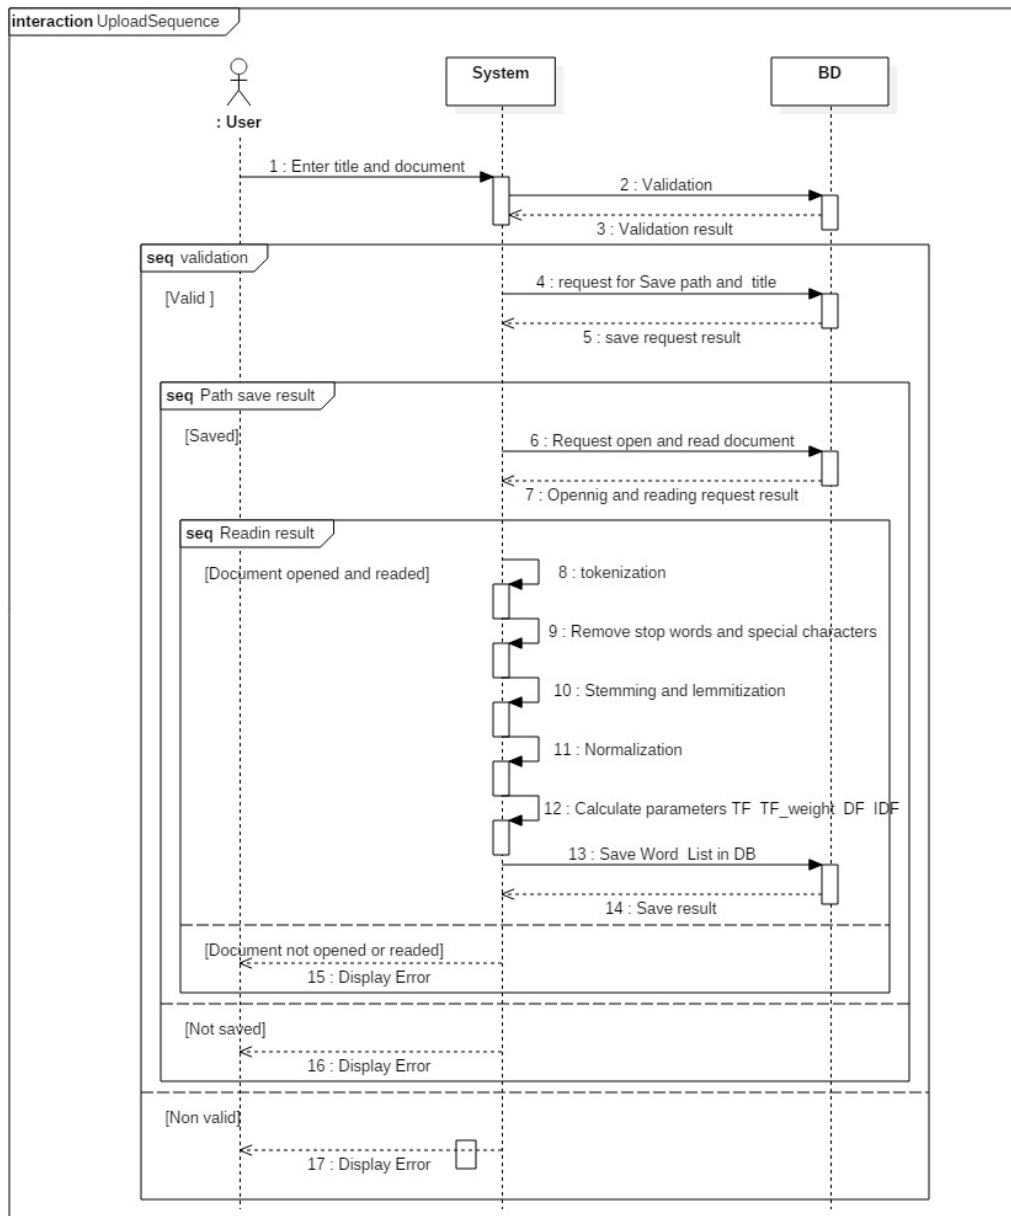 interaction UploadSequence
System
BD
: User
1 : Enter title and document
2 : Validation
3 : Validation result
seq validation
4 : request for Save path and title
[Valid ]
5 : save request result
seq Path save result
[Saved]
6 : Request open and read document
7 : Opennig and reading request result
seq Readin result
[Document opened and readed]
8 : tokenization
9 : Remove stop words and special characters
10 : Stemming and lemmitization
11 : Normalization
12 : Calculate parameters TF TF_weight DF IDF
13 : Save Word List in DB
14 : Save result
[Document not opened or readed]
15 : Display Error
[Not saved]
16 : Display Error
[Non valid]
17 : Display Error